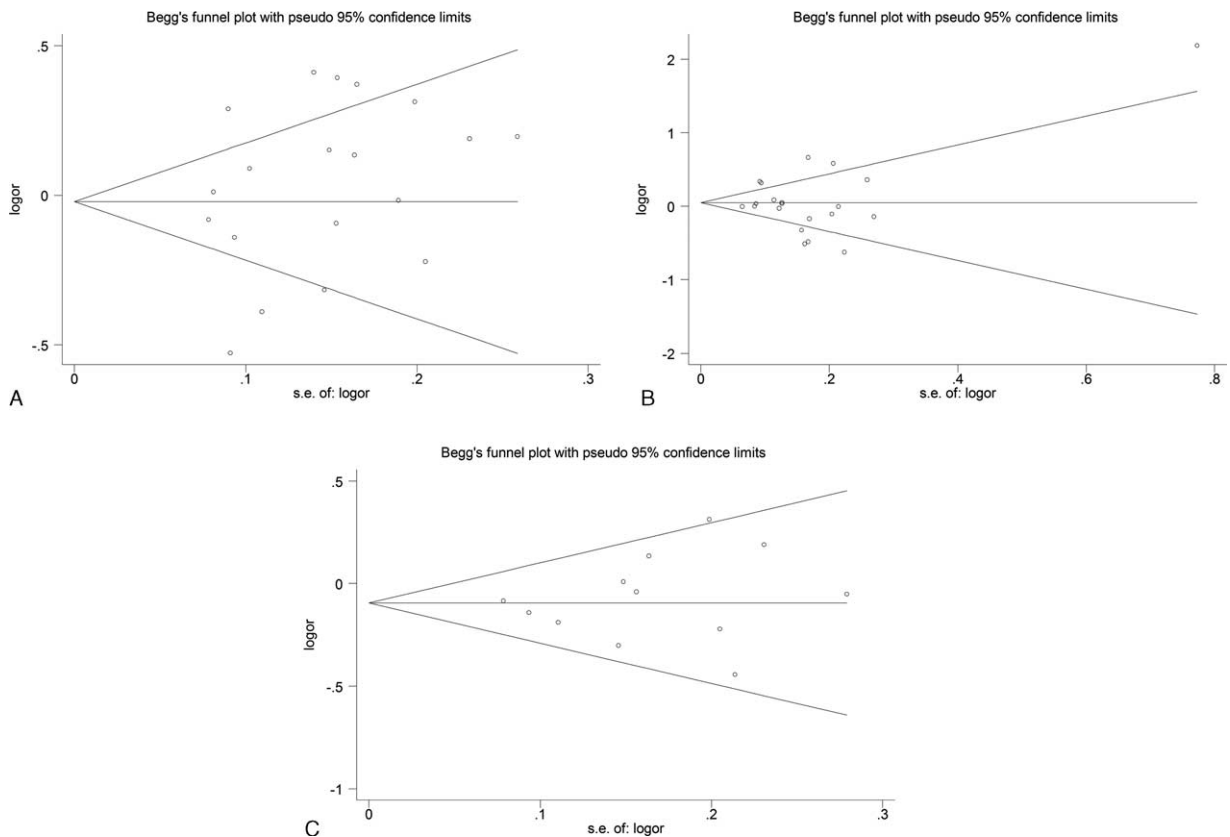 Begg's funnel plot with pseudo 95% confidence limits
.5
0
-.5
logor
0 .1 .2 .3
s.e. of: logor
A
Begg's funnel plot with pseudo 95% confidence limits
2
1
0
-1
-2
logor
0 .2 .4 .6 .8
s.e. of: logor
B
Begg's funnel plot with pseudo 95% confidence limits
.5
0
-.5
-1
logor
0 .1 .2 .3
s.e. of: logor
C